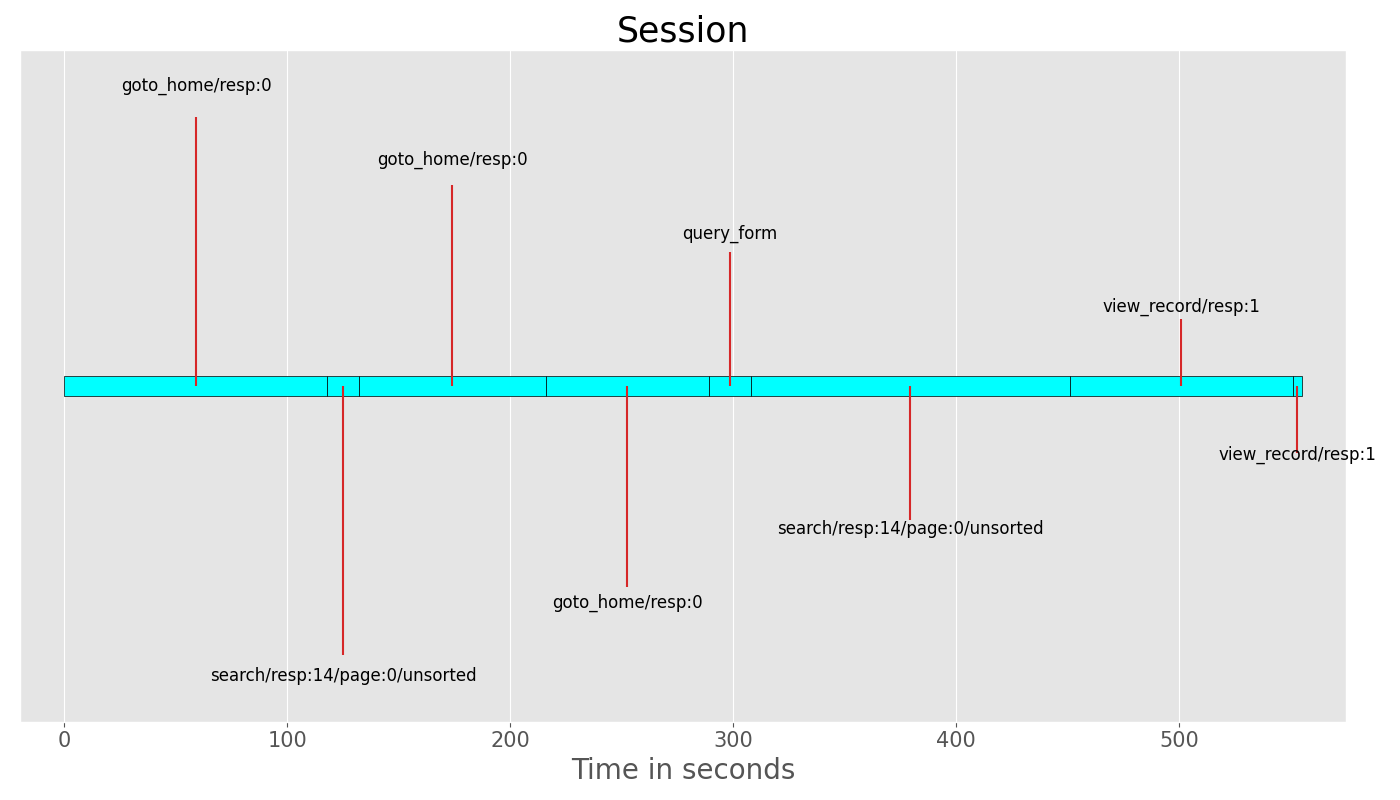 Session
goto_home/resp:0
goto_home/resp:0
query_form
view_record/resp:1
view_record/resp:1
search/resp:14/page:0/unsorted
goto_home/resp:0
search/resp:14/page:0/unsorted
0 100 200 300 400 500
Time in seconds